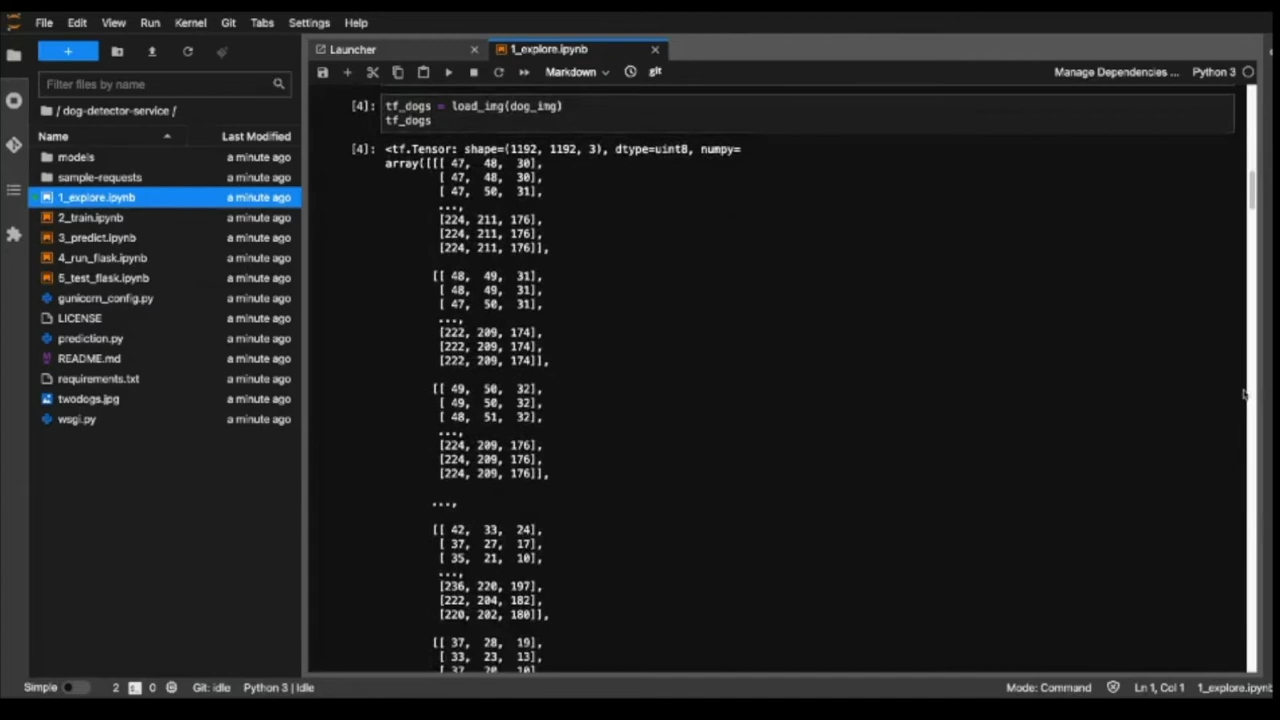 File Edit View Run Kernel Git Tabs Settings Help
Launcher
1_explore.ipynb
Markdown
git
Manage Dependencies ...
Python 3
Filter files by name
/ dog-detector-service /
Name Last Modified
models a minute ago
sample-requests a minute ago
1_explore.ipynb a minute ago
2_train.ipynb a minute ago
3_predict.ipynb a minute ago
4_run_flask.ipynb a minute ago
5_test_flask.ipynb a minute ago
gunicorn_config.py a minute ago
LICENSE a minute ago
prediction.py a minute ago
README.md a minute ago
requirements.txt a minute ago
twodogs.jpg a minute ago
wsgi.py a minute ago
[4]: tf_dogs = load_img(dog_img)
tf_dogs
[4]: <tf.Tensor: shape=(1192, 1192, 3), dtype=uint8, numpy=
array([[[ 47, 48, 30],
[ 47, 48, 30],
[ 47, 50, 31],
...,
[224, 211, 176],
[224, 211, 176],
[224, 211, 176]],
[[ 48, 49, 31],
[ 48, 49, 31],
[ 47, 50, 31],
...,
[222, 209, 174],
[222, 209, 174],
[222, 209, 174]],
[[ 49, 50, 32],
[ 49, 50, 32],
[ 48, 51, 32],
...,
[224, 209, 176],
[224, 209, 176],
[224, 209, 176]],
...,
[[ 42, 33, 24],
[ 37, 27, 17],
[ 35, 21, 10],
...,
[236, 220, 197],
[222, 204, 182],
[220, 202, 180]],
[[ 37, 28, 19],
[ 33, 23, 13],
Simple 2 0 Git: idle Python 3 | Idle Mode: Command Ln 1, Col 1 1_explore.ipynb